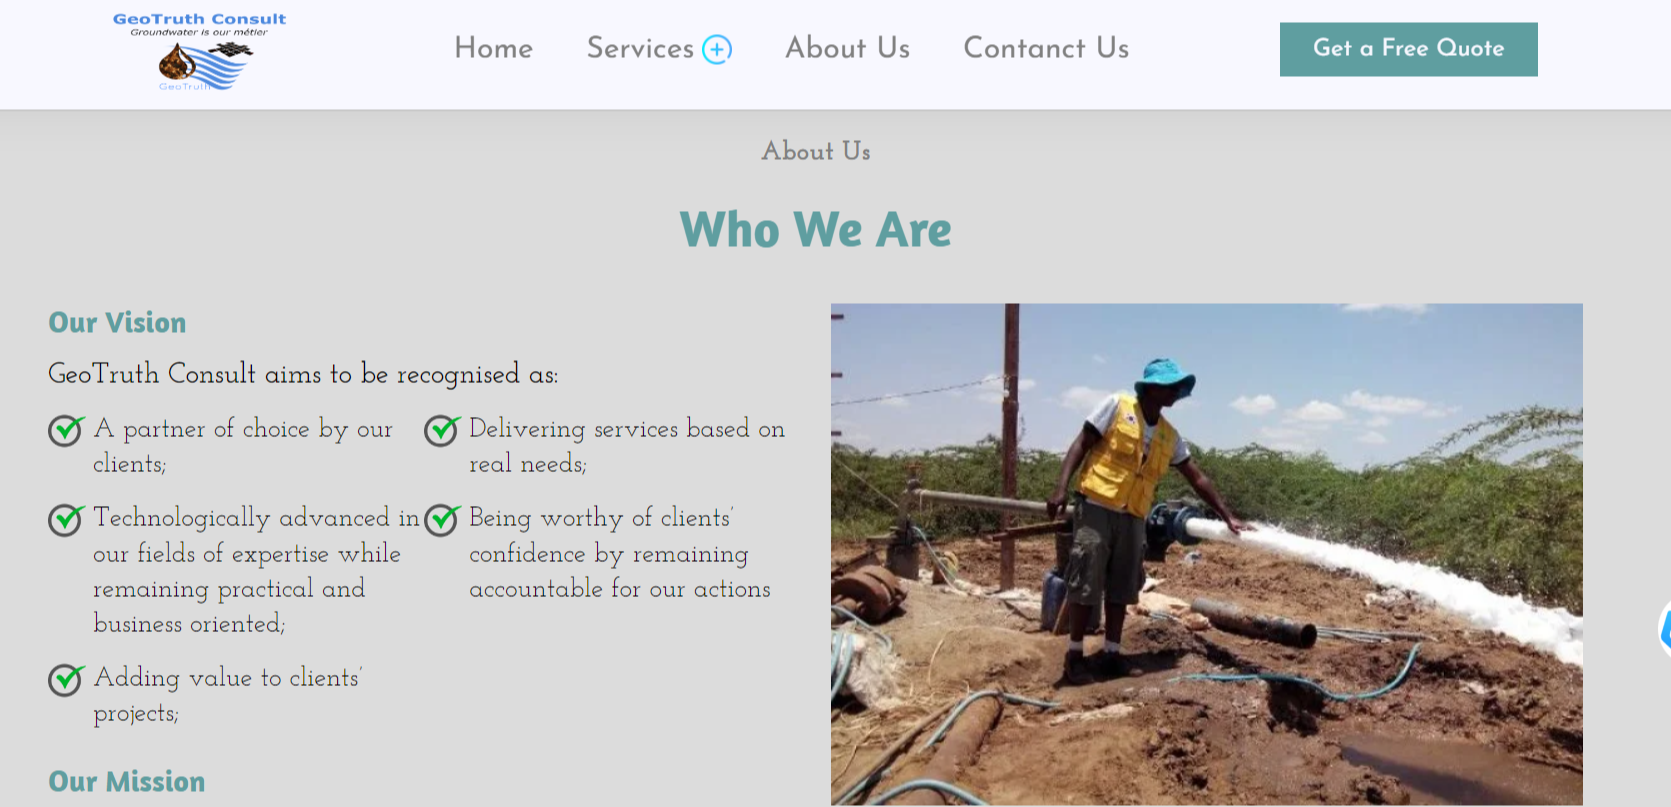 GeoTruth Consult
Groundwater is our métier
GeoTruth
Home
Services
About Us
Contanct Us
Get a Free Quote
About Us
Who We Are
Our Vision
GeoTruth Consult aims to be recognised as:
A partner of choice by our
clients;
Technologically advanced in
our fields of expertise while
remaining practical and
business oriented;
Adding value to clients'
projects;
Delivering services based on
real needs;
Being worthy of clients'
confidence by remaining
accountable for our actions
Our Mission